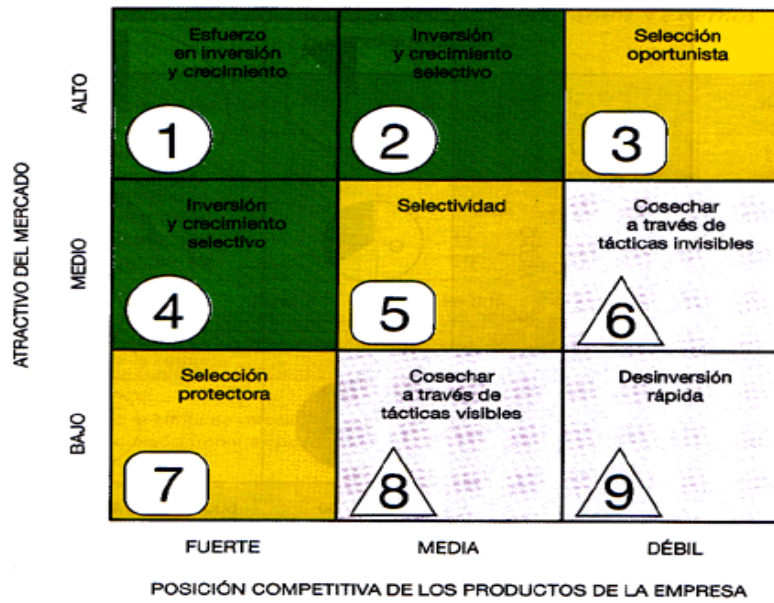 Esfuerzo
en inversión
y crecimiento
1
Inversión
y crecimiento
selectivo
2
Selección
oportunista
3
Inversión
y crecimiento
selectivo
4
Selectividad
5
Cosechar
a través de
tácticas invisibles
6
Selección
protectora
7
Cosechar
a través de
tácticas visibles
8
Desinversión
rápida
9
ATRACTIVO DEL MERCADO
ALTO
MEDIO
BAJO
FUERTE
MEDIA
DÉBIL
POSICIÓN COMPETITIVA DE LOS PRODUCTOS DE LA EMPRESA